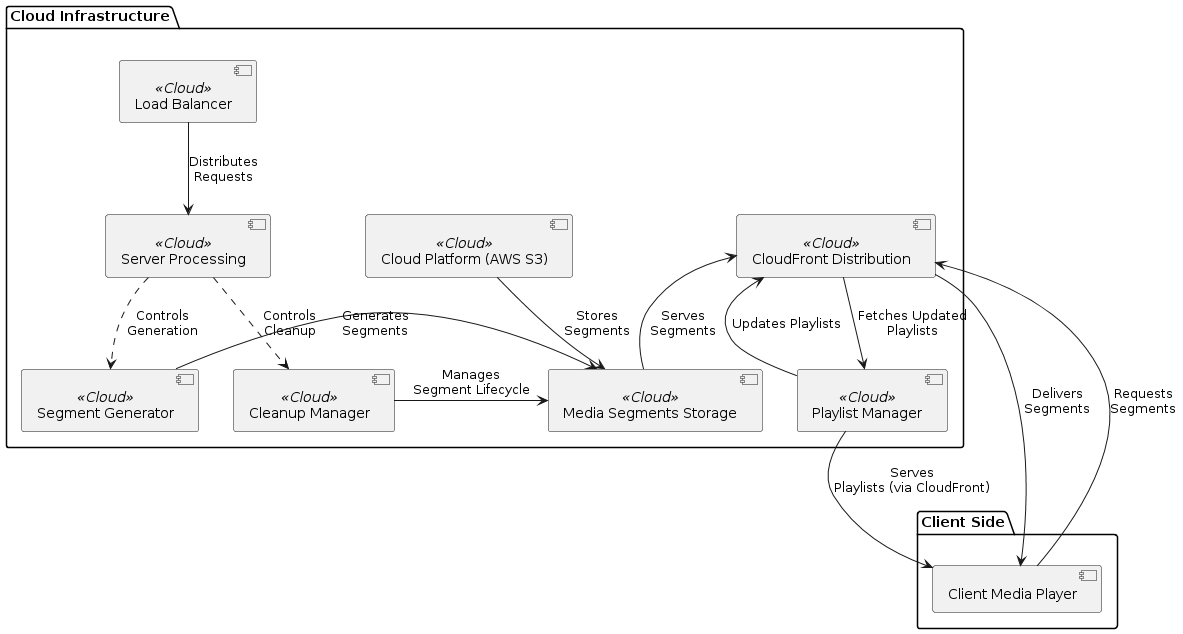 Cloud Infrastructure
«Cloud»
Load Balancer
Distributes
Requests
«Cloud»
Server Processing
«Cloud»
Cloud Platform (AWS S3)
«Cloud»
CloudFront Distribution
Controls
Generation
Controls
Cleanup
Generates
Segments
Stores
Segments
Serves
Segments
Updates Playlists
Fetches Updated
Playlists
«Cloud»
Segment Generator
«Cloud»
Cleanup Manager
Manages
Segment Lifecycle
«Cloud»
Media Segments Storage
«Cloud»
Playlist Manager
Delivers
Segments
Requests
Segments
Serves
Playlists (via CloudFront)
Client Side
Client Media Player